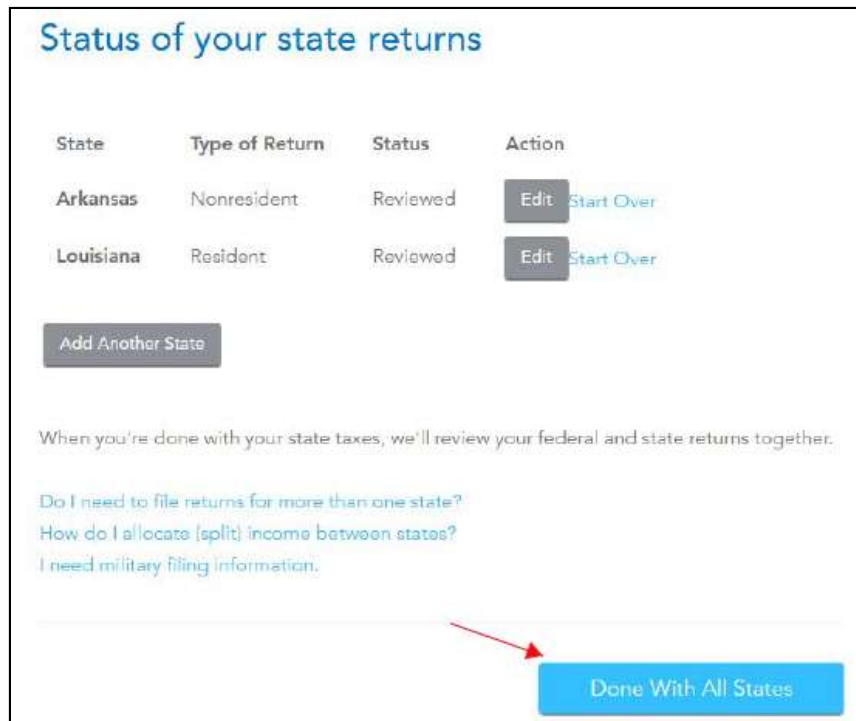 Status of your state returns
State Type of Return Status Action
Arkansas Nonresident Reviewed Edit Start Over
Louisiana Resident Reviewed Edit Start Over
Add Another State
When you're done with your state taxes, we'll review your federal and state returns together.
Do I need to file returns for more than one state?
How do I allocate (split) income between states?
I need military filing information.
Done With All States